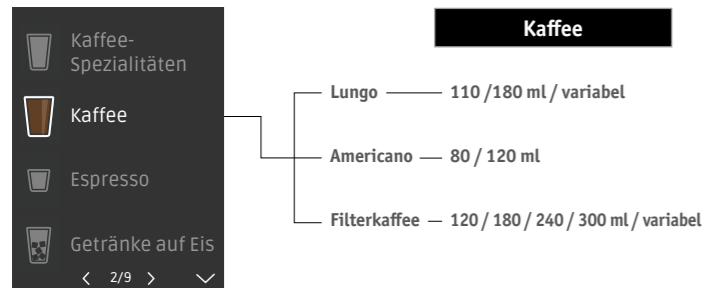 Kaffee-
Spezialitäten
Kaffee
Espresso
Getränke auf Eis
< 2/9 >
Kaffee
Lungo 110 /180 ml / variabel
Americano 80 / 120 ml
Filterkaffee 120 / 180 / 240 / 300 ml / variabel